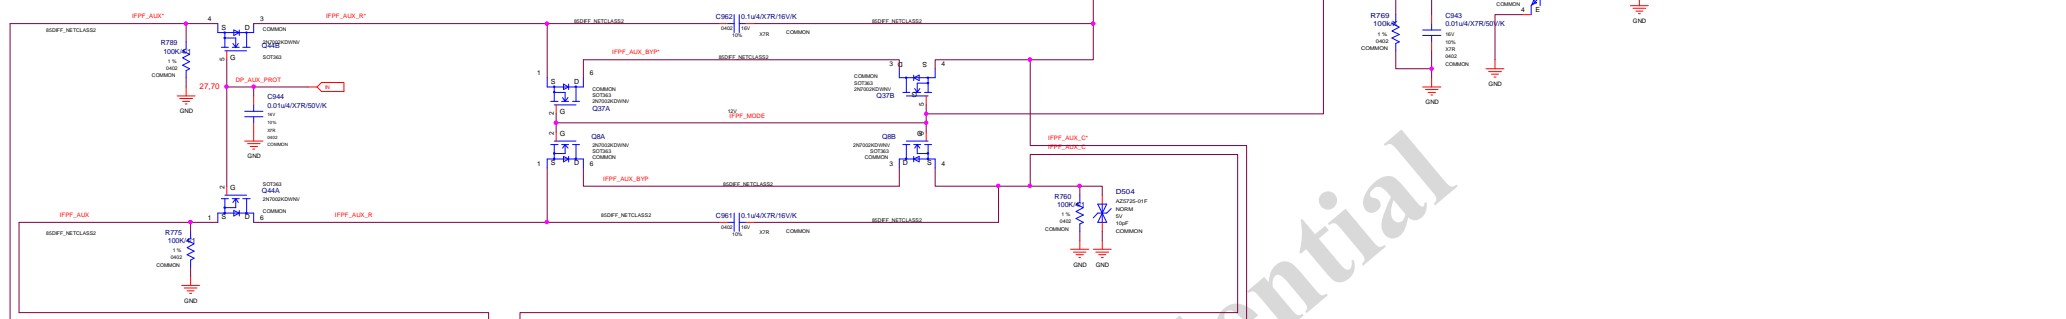 IFPF_AUX*
4
3
IFPF_AUX_R*
85DIFF_NETCLASS2
S D
COMMON
2N7002KDWNV
Q44B
SOT363
5
G
R789
100K/4/1
1 %
0402
COMMON
GND
27,70
DP_AUX_PROT
IN
C944
0.01u/4/X7R/50V/K
16V
10%
X7R
0402
COMMON
GND
2
G
SOT363
Q44A
2N7002KDWNV
COMMON
IFPF_AUX
1
S D
6
IFPF_AUX_R
85DIFF_NETCLASS2
R775
100K/4/1
1 %
0402
COMMON
GND
85DIFF_NETCLASS2
C962
0.1u/4/X7R/16V/K
0402
16V
10%
X7R
COMMON
85DIFF_NETCLASS2
IFPF_AUX_BYP*
85DIFF_NETCLASS2
1
6
S D
COMMON
SOT363
2N7002KDWNV
Q37A
2
G
12V
IFPF_MODE
3
D
S
4
COMMON
SOT363
2N7002KDWNV
Q37B
G
5
2
G
Q8A
2N7002KDWNV
SOT363
COMMON
1
S D
6
IFPF_AUX_BYP
85DIFF_NETCLASS2
Q8B
2N7002KDWNV
SOT363
COMMON
3
D S
4
85DIFF_NETCLASS2
C961
0.1u/4/X7R/16V/K
0402
16V
10%
X7R
COMMON
85DIFF_NETCLASS2
IFPF_AUX_C*
IFPF_AUX_C
R760
100K/4/1
1 %
0402
COMMON
GND
D504
AZ5725-01F
NORM
5V
10pF
COMMON
GND
R769
100k/4/1
1 %
0402
COMMON
C943
0.01u/4/X7R/50V/K
16V
10%
X7R
0402
COMMON
GND
COMMON
4
E
GND
GND
ential